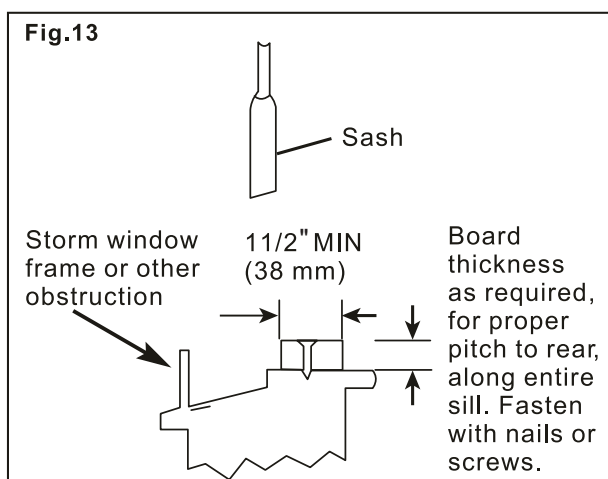 Fig.13
Sash
Storm window
frame or other
obstruction
11/2" MIN
(38 mm)
Board
thickness
as required,
for proper
pitch to rear,
along entire
sill. Fasten
with nails or
screws.